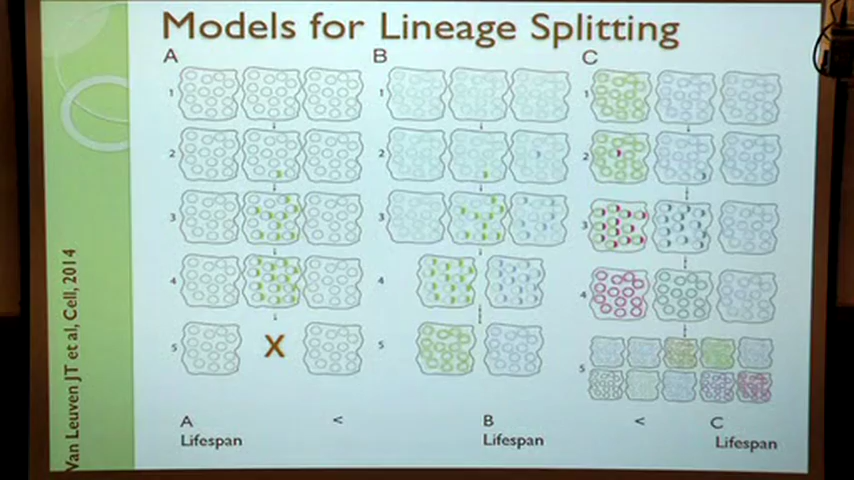 Models for Lineage Splitting
A
B
C
1
1
1
2
2
2
3
3
3
4
4
4
5
X
5
5
A < B < C
Lifespan Lifespan Lifespan
Van Leuven JT et al, Cell, 2014